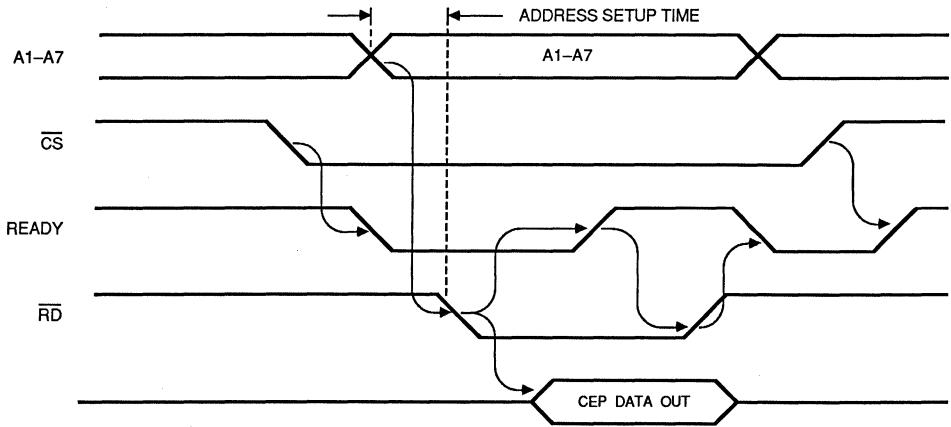 ADDRESS SETUP TIME
A1–A7
A1–A7
CS
READY
RD
CEP DATA OUT